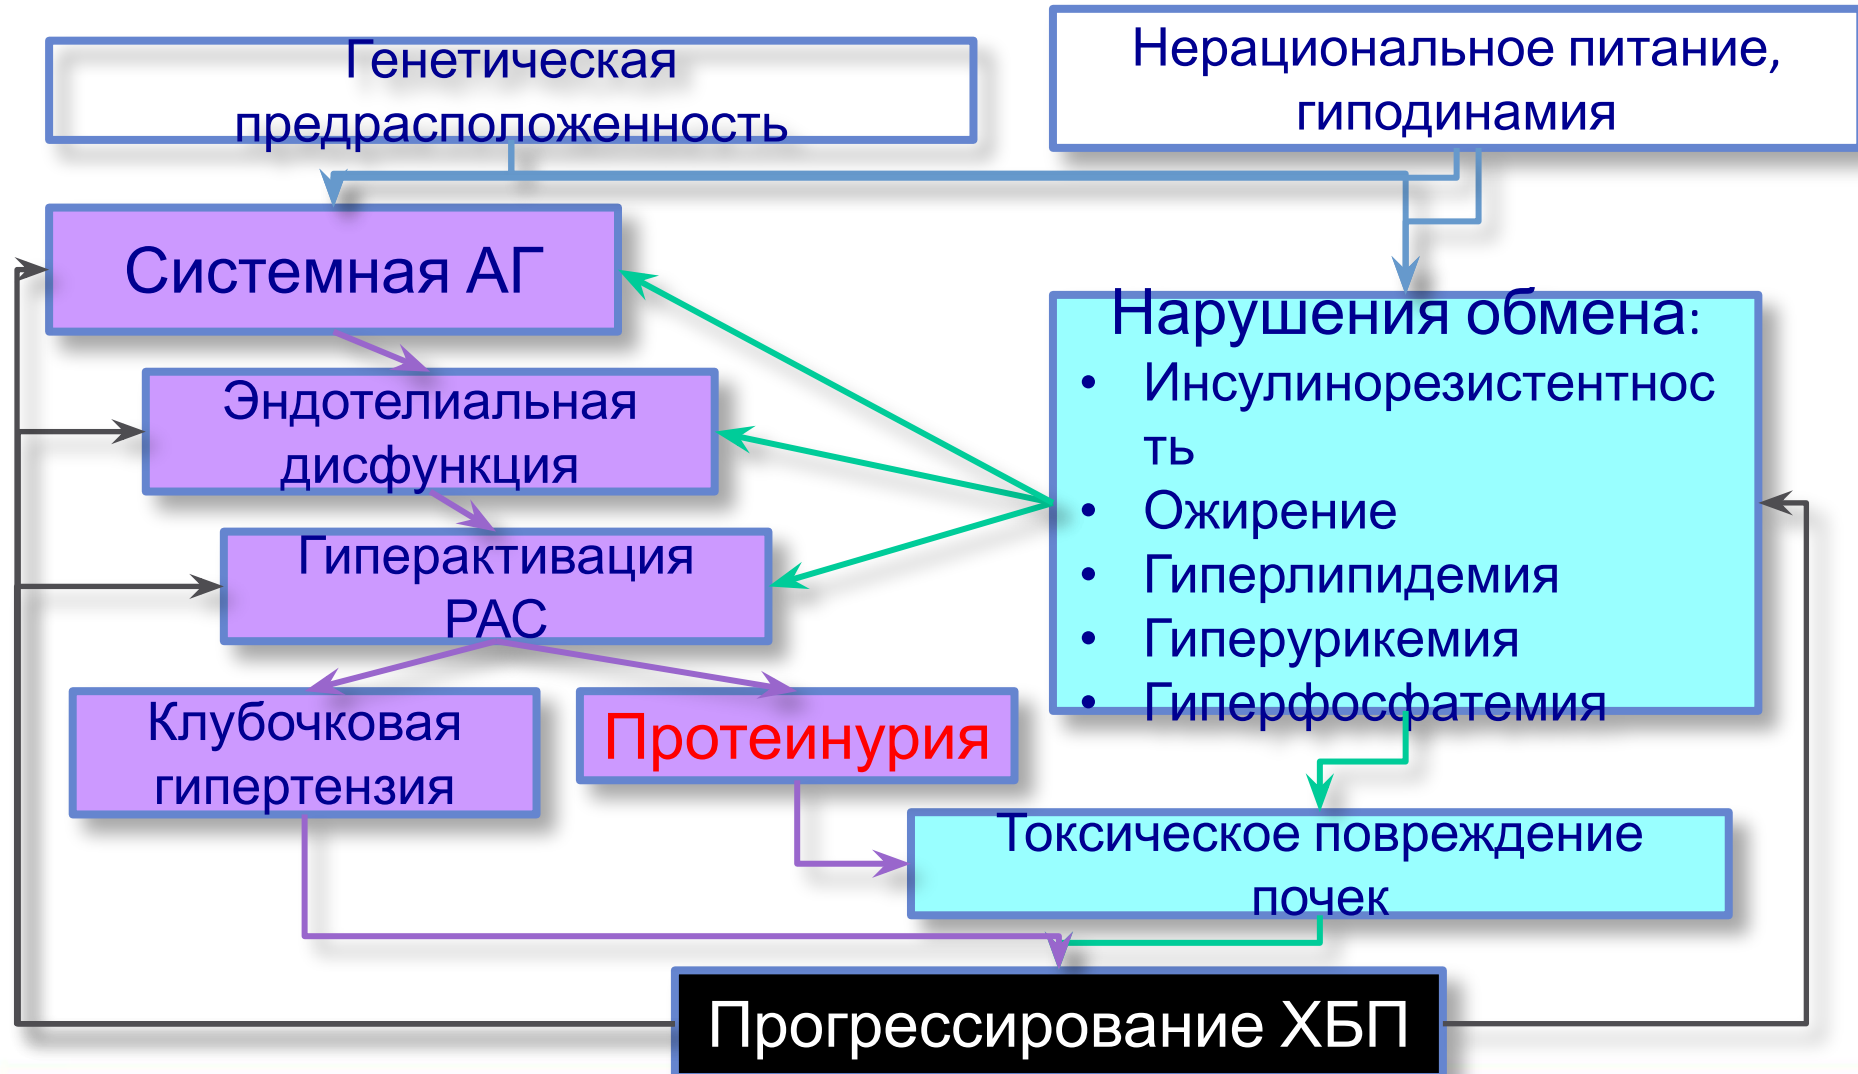 Генетическая
предрасположенность
Нерациональное питание,
гиподинамия
Системная АГ
Эндотелиальная
дисфункция
Гиперактивация
РАС
Клубочковая
гипертензия
Протеинурия
Нарушения обмена:
• Инсулинорезистентнос
ть
• Ожирение
• Гиперлипидемия
• Гиперурикемия
• Гиперфосфатемия
Токсическое повреждение
почек
Прогрессирование ХБП